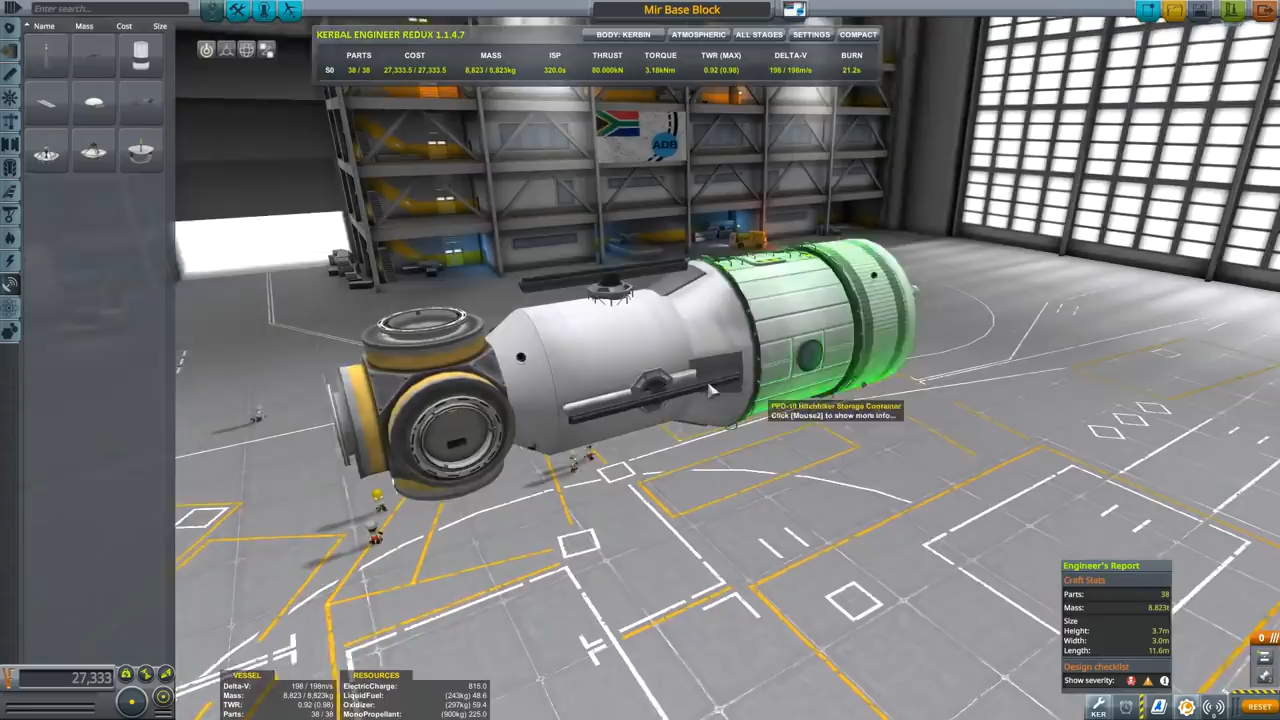 Enter search...
Mir Base Block
Name Mass Cost Size
KERBAL ENGINEER REDUX 1.1.4.7
BODY: KERBIN ATMOSPHERIC ALL STAGES SETTINGS COMPACT
PARTS COST MASS ISP THRUST TORQUE TWR (MAX) DELTA-V BURN
S0 38 / 38 27,333.5 / 27,333.5 8,823 / 8,823kg 320.0s 80.000kN 3.18kNm 0.92 (0.98) 198 / 198m/s 21.2s
ADB
PPD-10 Hitchhiker Storage Container
Click [Mouse2] to show more info...
Engineer's Report
Craft Stats
Parts: 38
Mass: 8.823t
Size
Height: 3.7m
Width: 3.0m
Length: 11.6m
Design checklist
Show severity:
0
27,333
VESSEL
Delta-V: 198 / 198m/s
Mass: 8,823 / 8,823kg
TWR: 0.92 (0.98)
Parts: 38 / 38
RESOURCES
ElectricCharge: 815.0
LiquidFuel: (243kg) 48.6
Oxidizer: (297kg) 59.4
MonoPropellant: (900kg) 225.0
KER
RESET